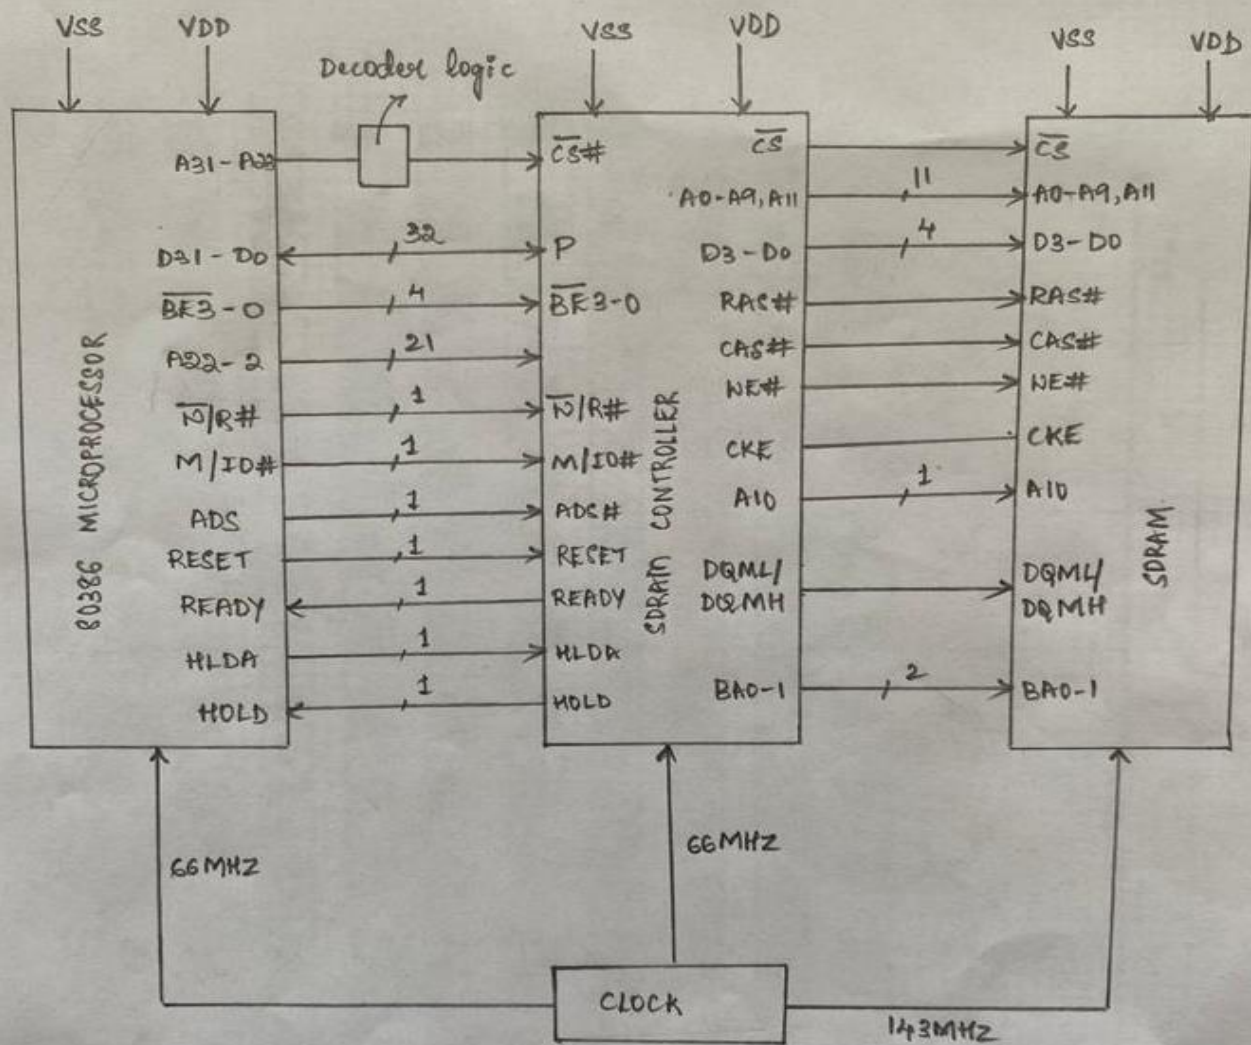 VSS VDD VSS VDD VSS VDD
Decoder logic
80386 MICROPROCESSOR
A31-A23
D31-D0
BE3-0
A22-2
W/R#
M/IO#
ADS
RESET
READY
HLDA
HOLD
32
4
21
1
1
1
1
1
1
1
SDRAM CONTROLLER
CS#
P
BE3-0
W/R#
M/IO#
ADS#
RESET
READY
HLDA
HOLD
CS
A0-A9, A11
D3-D0
RAS#
CAS#
WE#
CKE
A10
DQML/
DQMH
BA0-1
11
4
1
2
SDRAM
CS
A0-A9, A11
D3-D0
RAS#
CAS#
WE#
CKE
A10
DQML/
DQMH
BA0-1
66MHZ
66MHZ
CLOCK
143MHZ